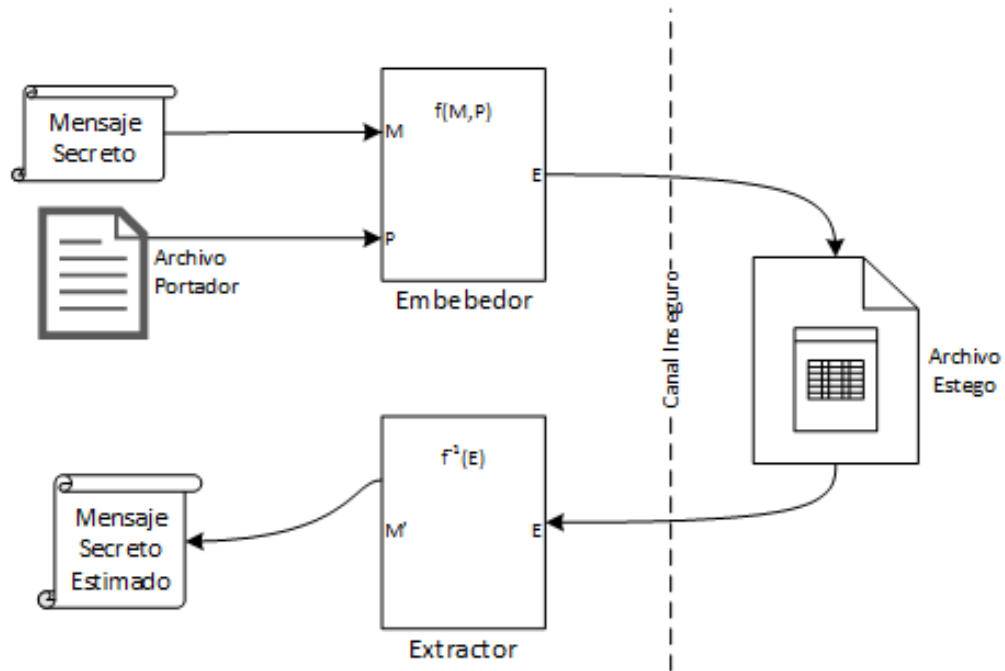 Mensaje
Secreto
Archivo
Portador
f(M,P)
M
P
E
Embebedor
Canal Inseguro
Archivo
Estego
f⁻¹(E)
M'
E
Extractor
Mensaje
Secreto
Estimado